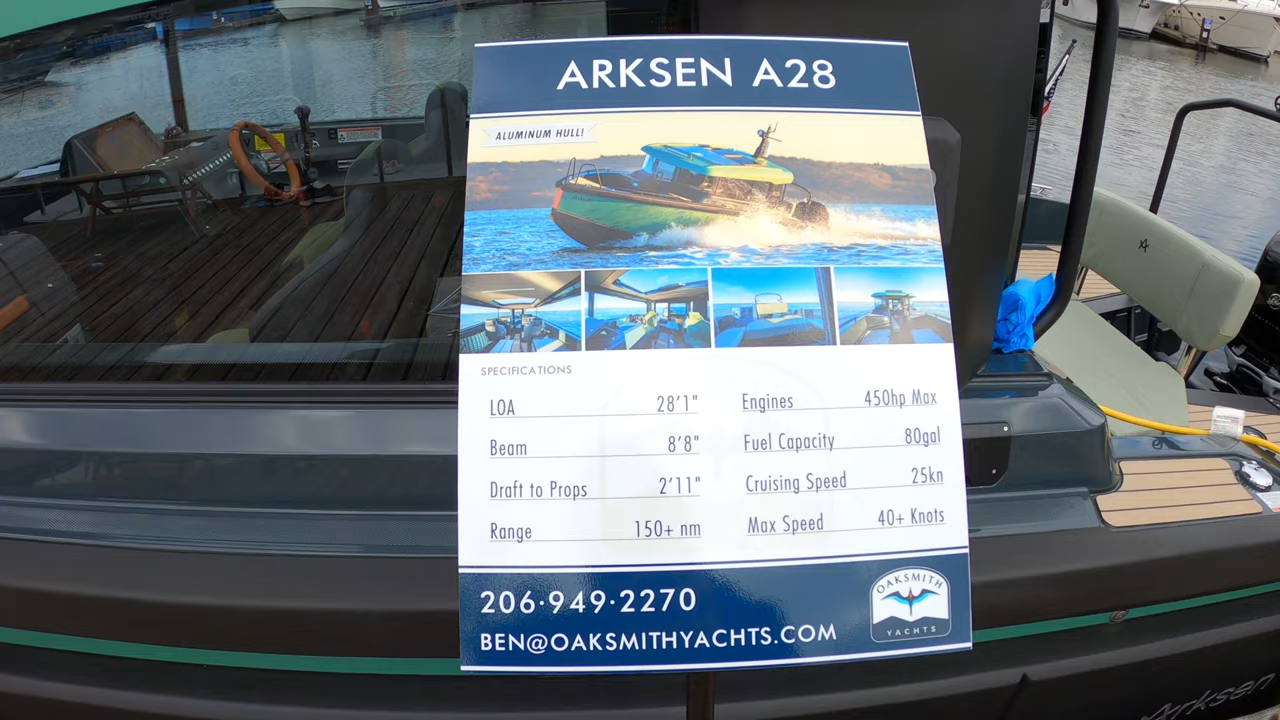 ARKSEN A28
ALUMINUM HULL!
SPECIFICATIONS
LOA 28'1"
Beam 8'8"
Draft to Props 2'11"
Range 150+ nm
Engines 450hp Max
Fuel Capacity 80gal
Cruising Speed 25kn
Max Speed 40+ Knots
206·949·2270
BEN@OAKSMITHYACHTS.COM
OAKSMITH
YACHTS
Arksen